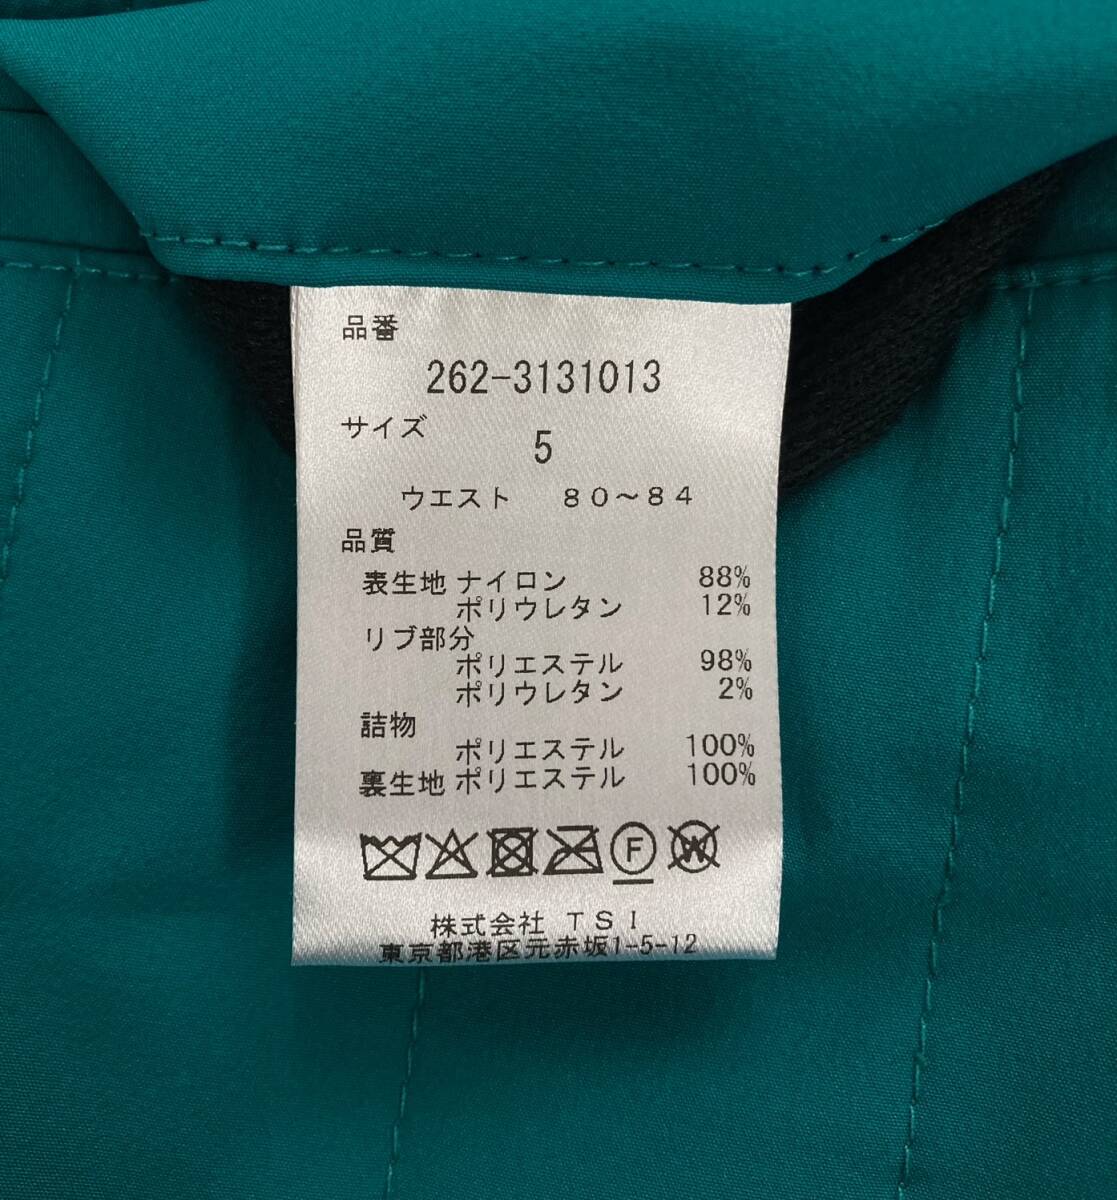 品番
262-3131013
サイズ
5
ウエスト 80～84
品質
表生地 ナイロン 88%
ポリウレタン 12%
リブ部分
ポリエステル 98%
ポリウレタン 2%
詰物
ポリエステル 100%
裏生地 ポリエステル 100%
F W
株式会社 TSI
東京都港区元赤坂1-5-12